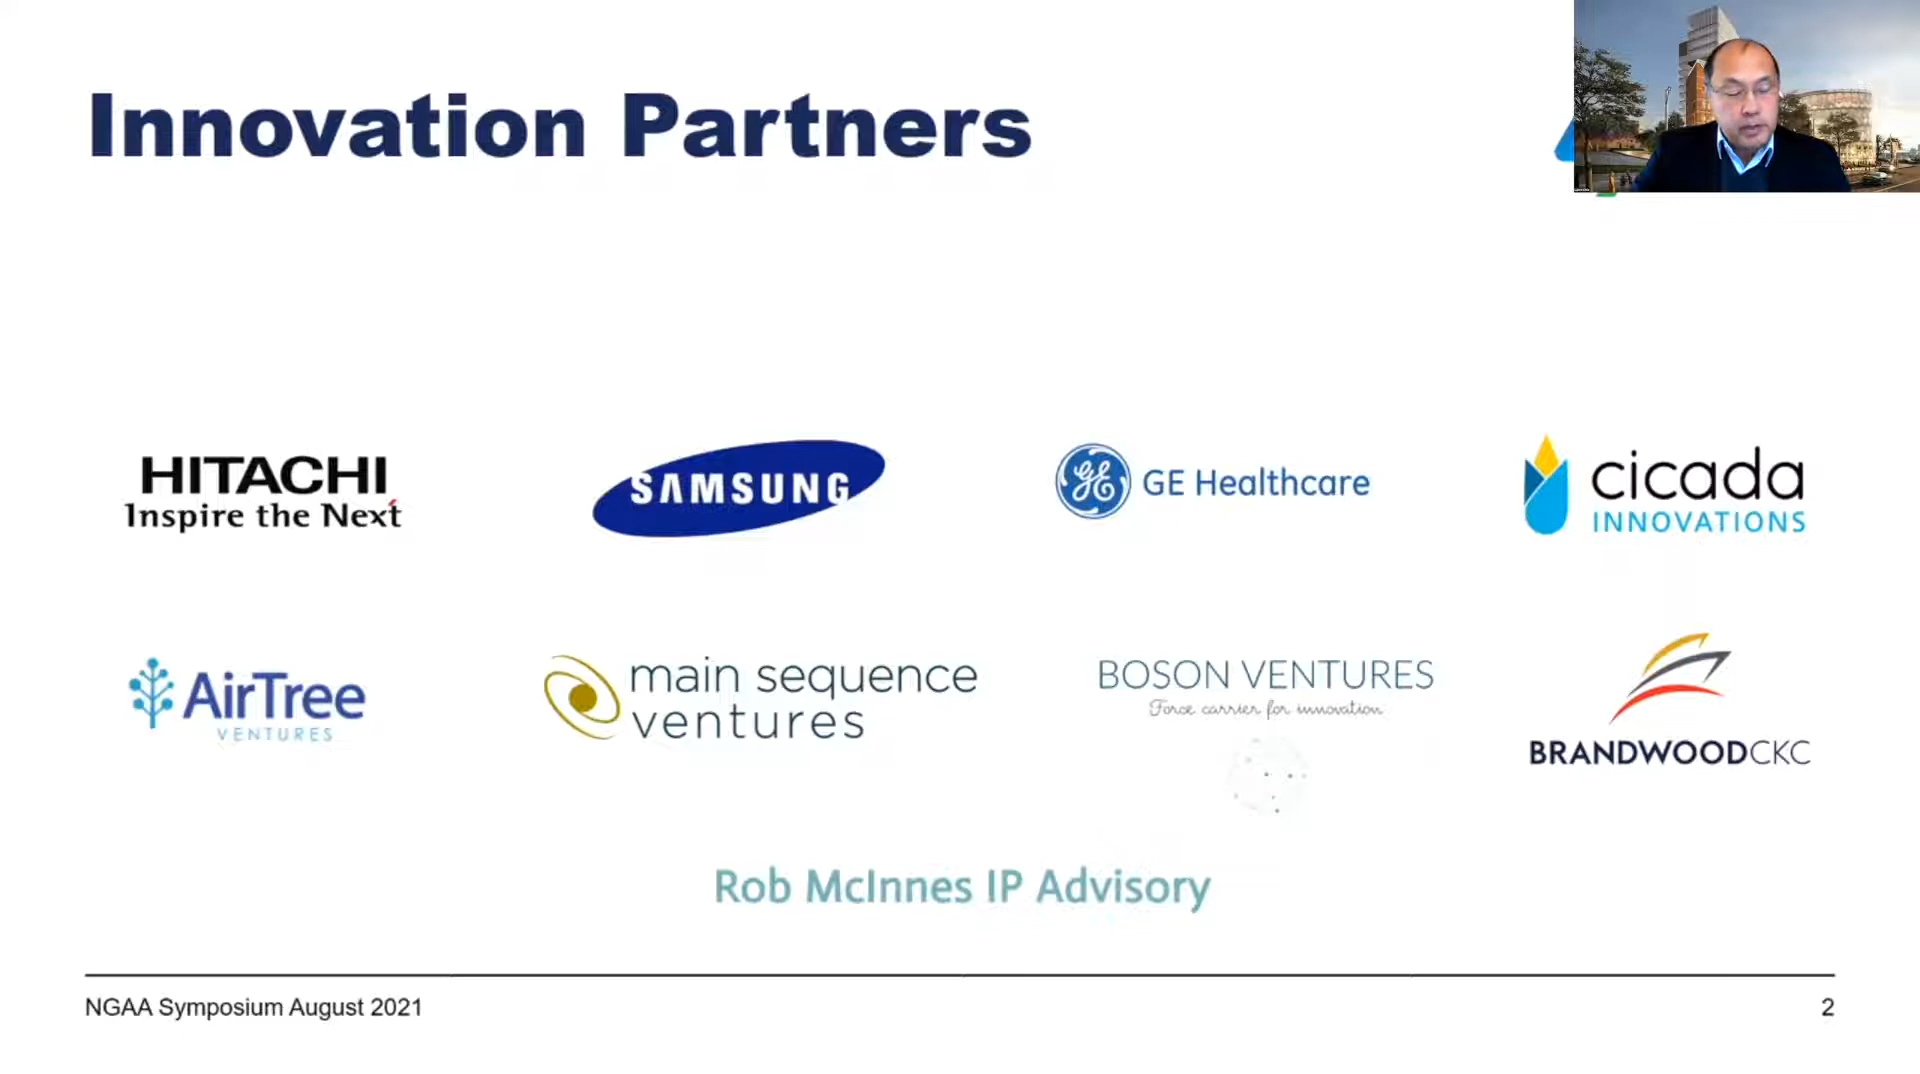 Innovation Partners
HITACHI
Inspire the Next
SAMSUNG
GE GE Healthcare
cicada
INNOVATIONS
AirTree
VENTURES
main sequence
ventures
BOSON VENTURES
Force carrier for innovation
BRANDWOODCKC
Rob McInnes IP Advisory
NGAA Symposium August 2021
2